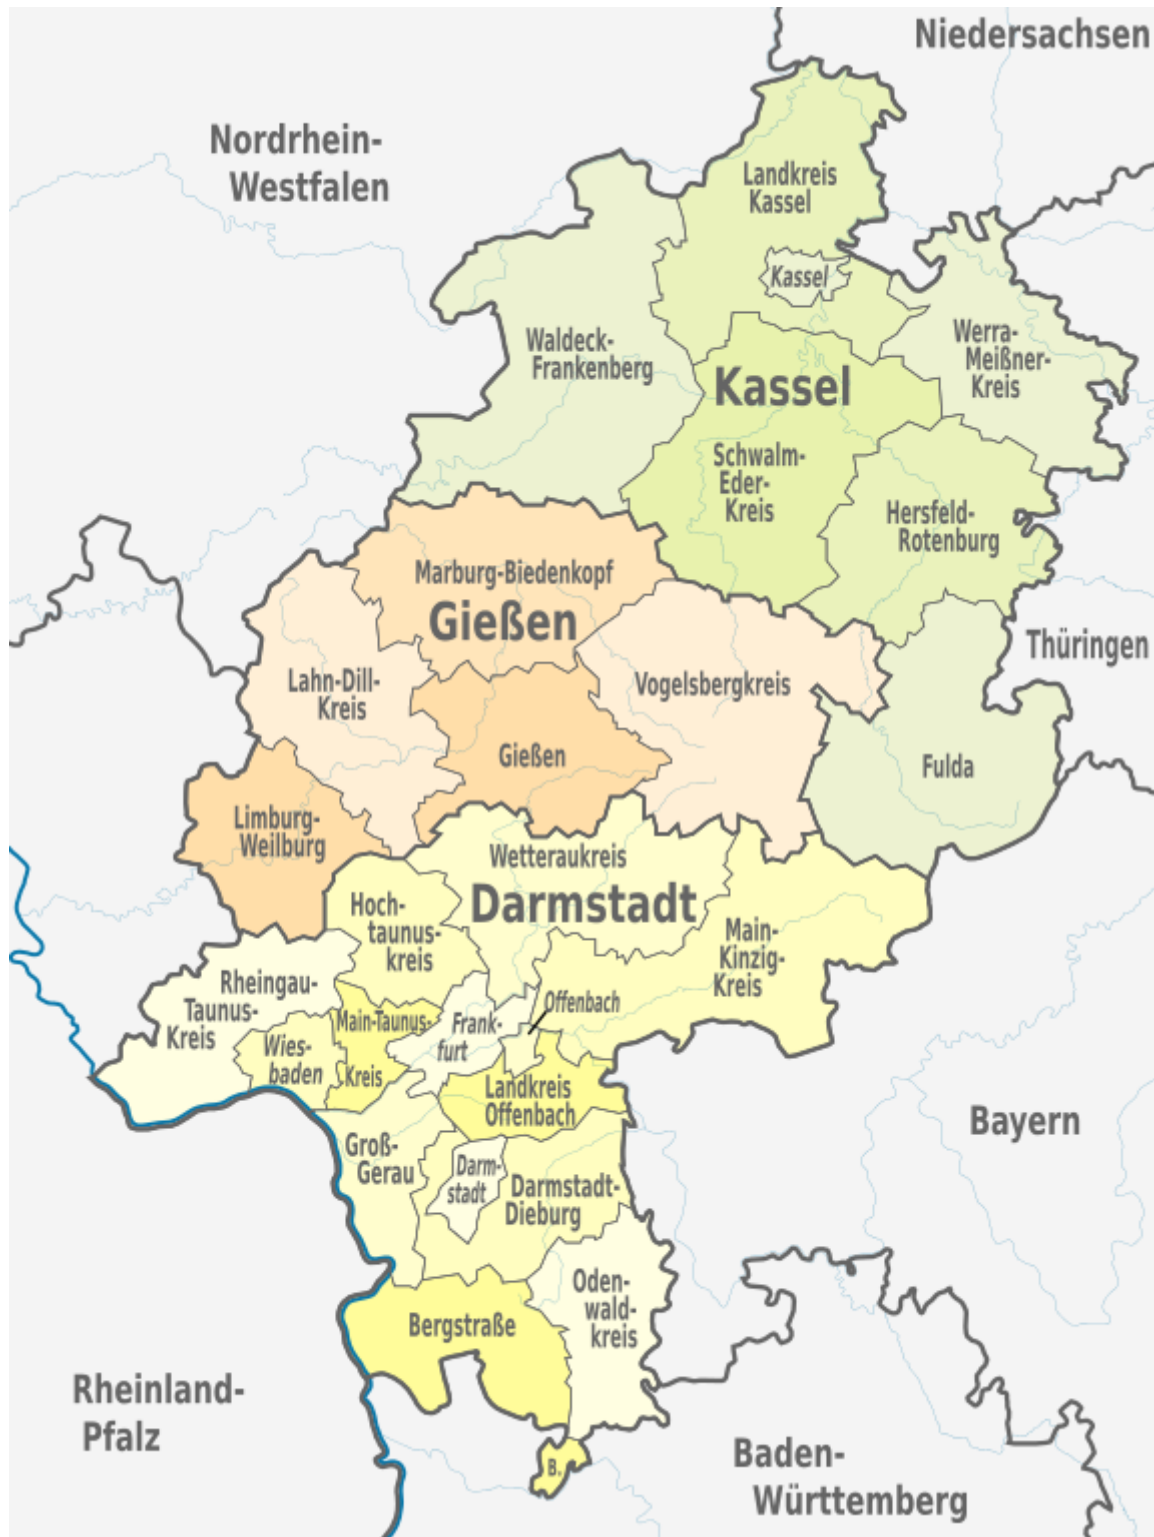 Niedersachsen
Nordrhein-
Westfalen
Landkreis
Kassel
Kassel
Waldeck-
Frankenberg
Werra-
Meißner-
Kreis
Kassel
Schwalm-
Eder-
Kreis
Hersfeld-
Rotenburg
Marburg-Biedenkopf
Gießen
Thüringen
Lahn-Dill-
Kreis
Vogelsbergkreis
Gießen
Fulda
Limburg-
Weilburg
Wetteraukreis
Darmstadt
Hoch-
taunus-
kreis
Main-
Kinzig-
Kreis
Rheingau-
Taunus-
Kreis
Offenbach
Main-Taunus-
Kreis
Frank-
furt
Wies-
baden
Landkreis
Offenbach
Bayern
Groß-
Gerau
Darm-
stadt
Darmstadt-
Dieburg
Oden-
wald-
kreis
Bergstraße
Rheinland-
Pfalz
B.
Baden-
Württemberg